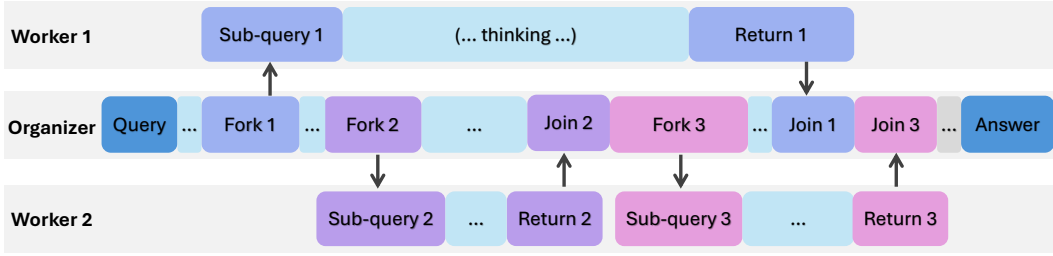 Worker 1 Sub-query 1 (... thinking ...) Return 1
Organizer Query ... Fork 1 ... Fork 2 ... Join 2 Fork 3 ... Join 1 Join 3 ... Answer
Worker 2 Sub-query 2 ... Return 2 Sub-query 3 ... Return 3